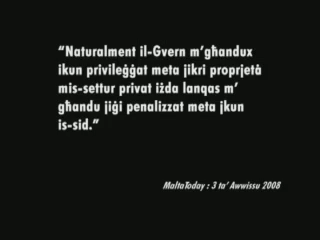 “Naturalment il-Gvern m’għandux
ikun privileġġat meta jikri proprjetà
mis-settur privat iżda lanqas m’
għandu jiġi penalizzat meta jkun
is-sid.”
MaltaToday : 3 ta’ Awwissu 2008